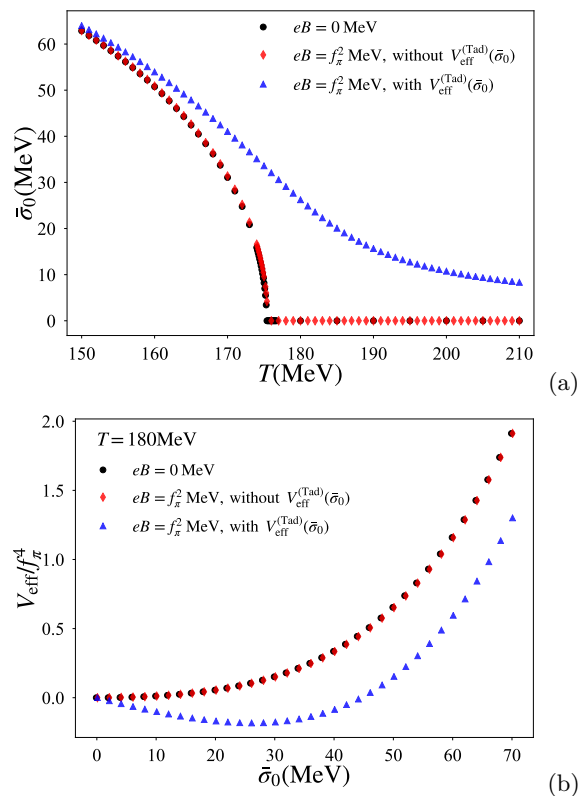 eB = 0 MeV
eB = f_π^2 MeV, without V_eff^(Tad)(σ̄_0)
eB = f_π^2 MeV, with V_eff^(Tad)(σ̄_0)
σ̄_0(MeV)
60
50
40
30
20
10
0
150 160 170 180 190 200 210
T(MeV)
(a)
T = 180MeV
eB = 0 MeV
eB = f_π^2 MeV, without V_eff^(Tad)(σ̄_0)
eB = f_π^2 MeV, with V_eff^(Tad)(σ̄_0)
V_eff/f_π^4
2.0
1.5
1.0
0.5
0.0
0 10 20 30 40 50 60 70
σ̄_0(MeV)
(b)